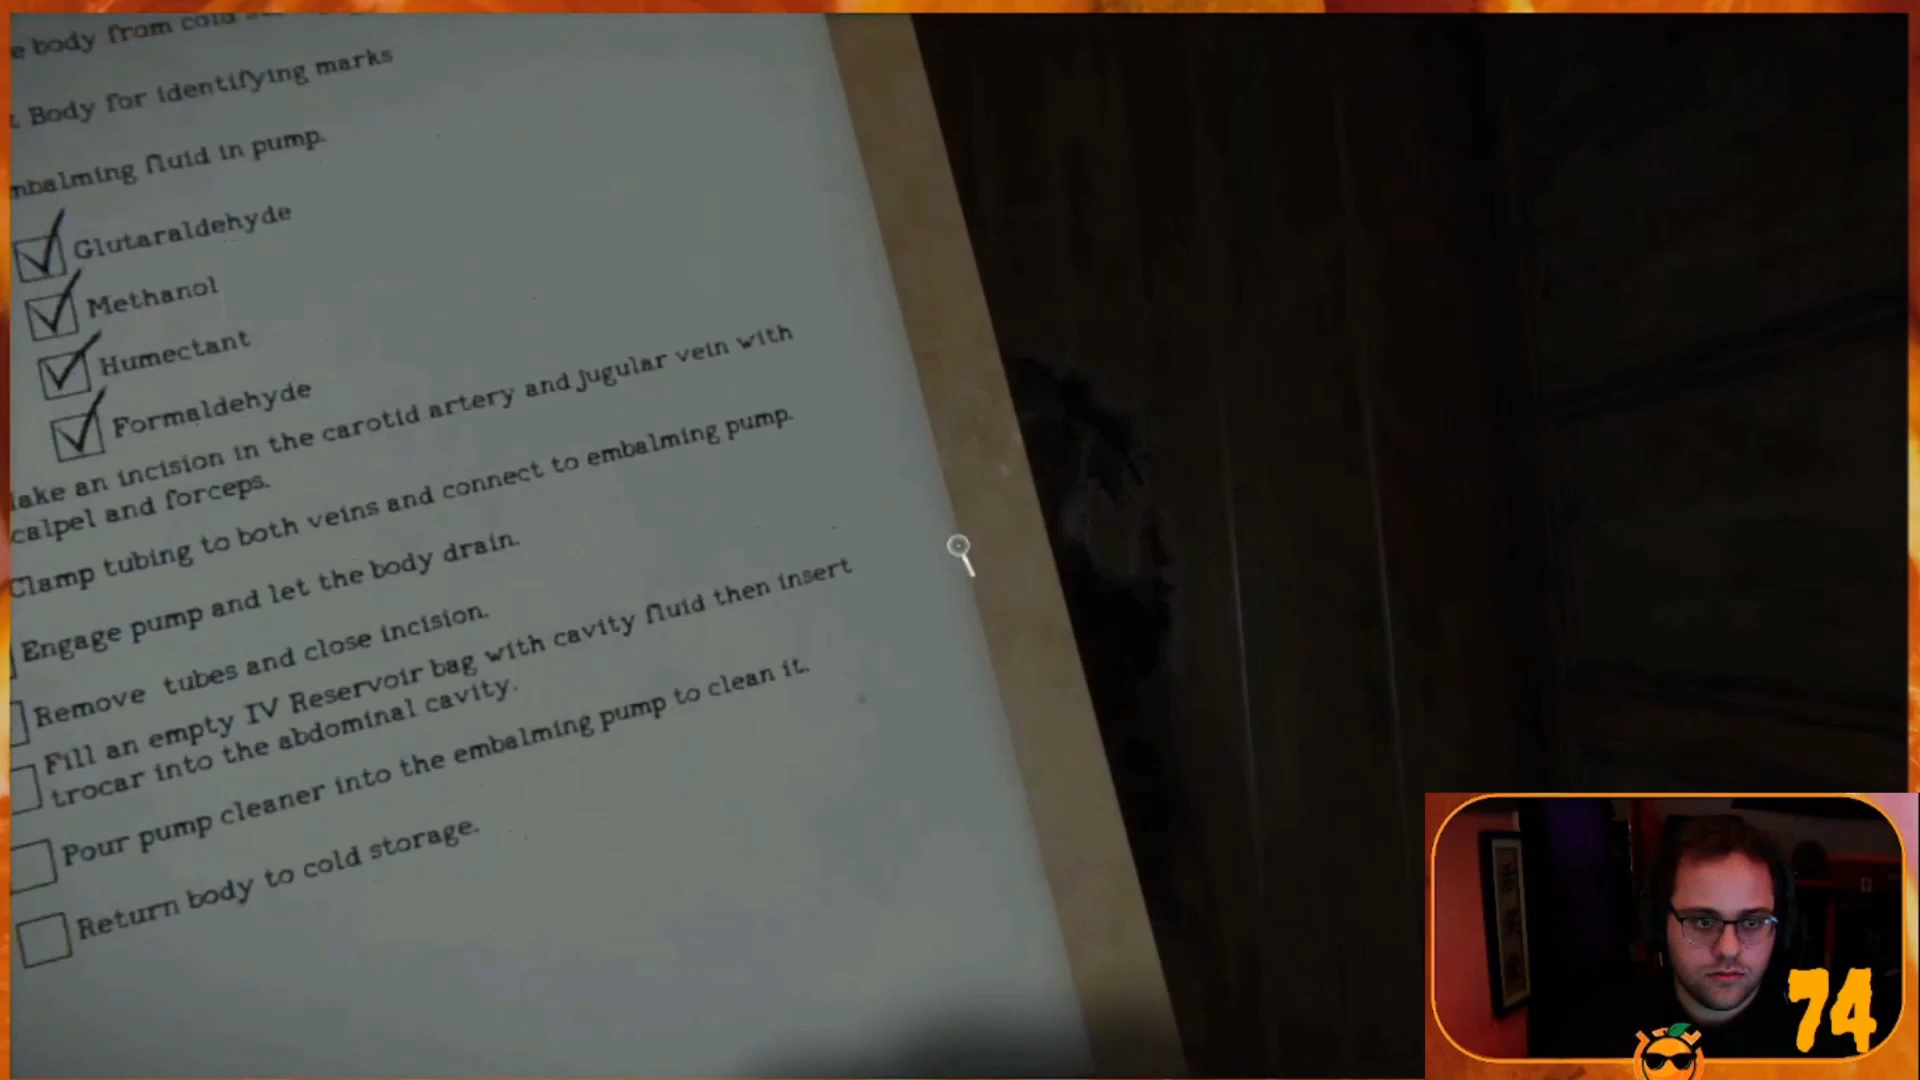 body from cold
Body for identifying marks
fluid in pump.
Glutaraldehyde
Methanol
Humectant
Formaldehyde
an incision in the carotid artery and jugular vein with
and forceps.
Clamp tubing to both veins and connect to embalming pump.
Engage pump and let the body drain.
Remove tubes and close incision.
Fill an empty IV Reservoir bag with cavity fluid then insert
trocar into the abdominal cavity.
Pour pump cleaner into the embalming pump to clean it.
Return body to cold storage.
74